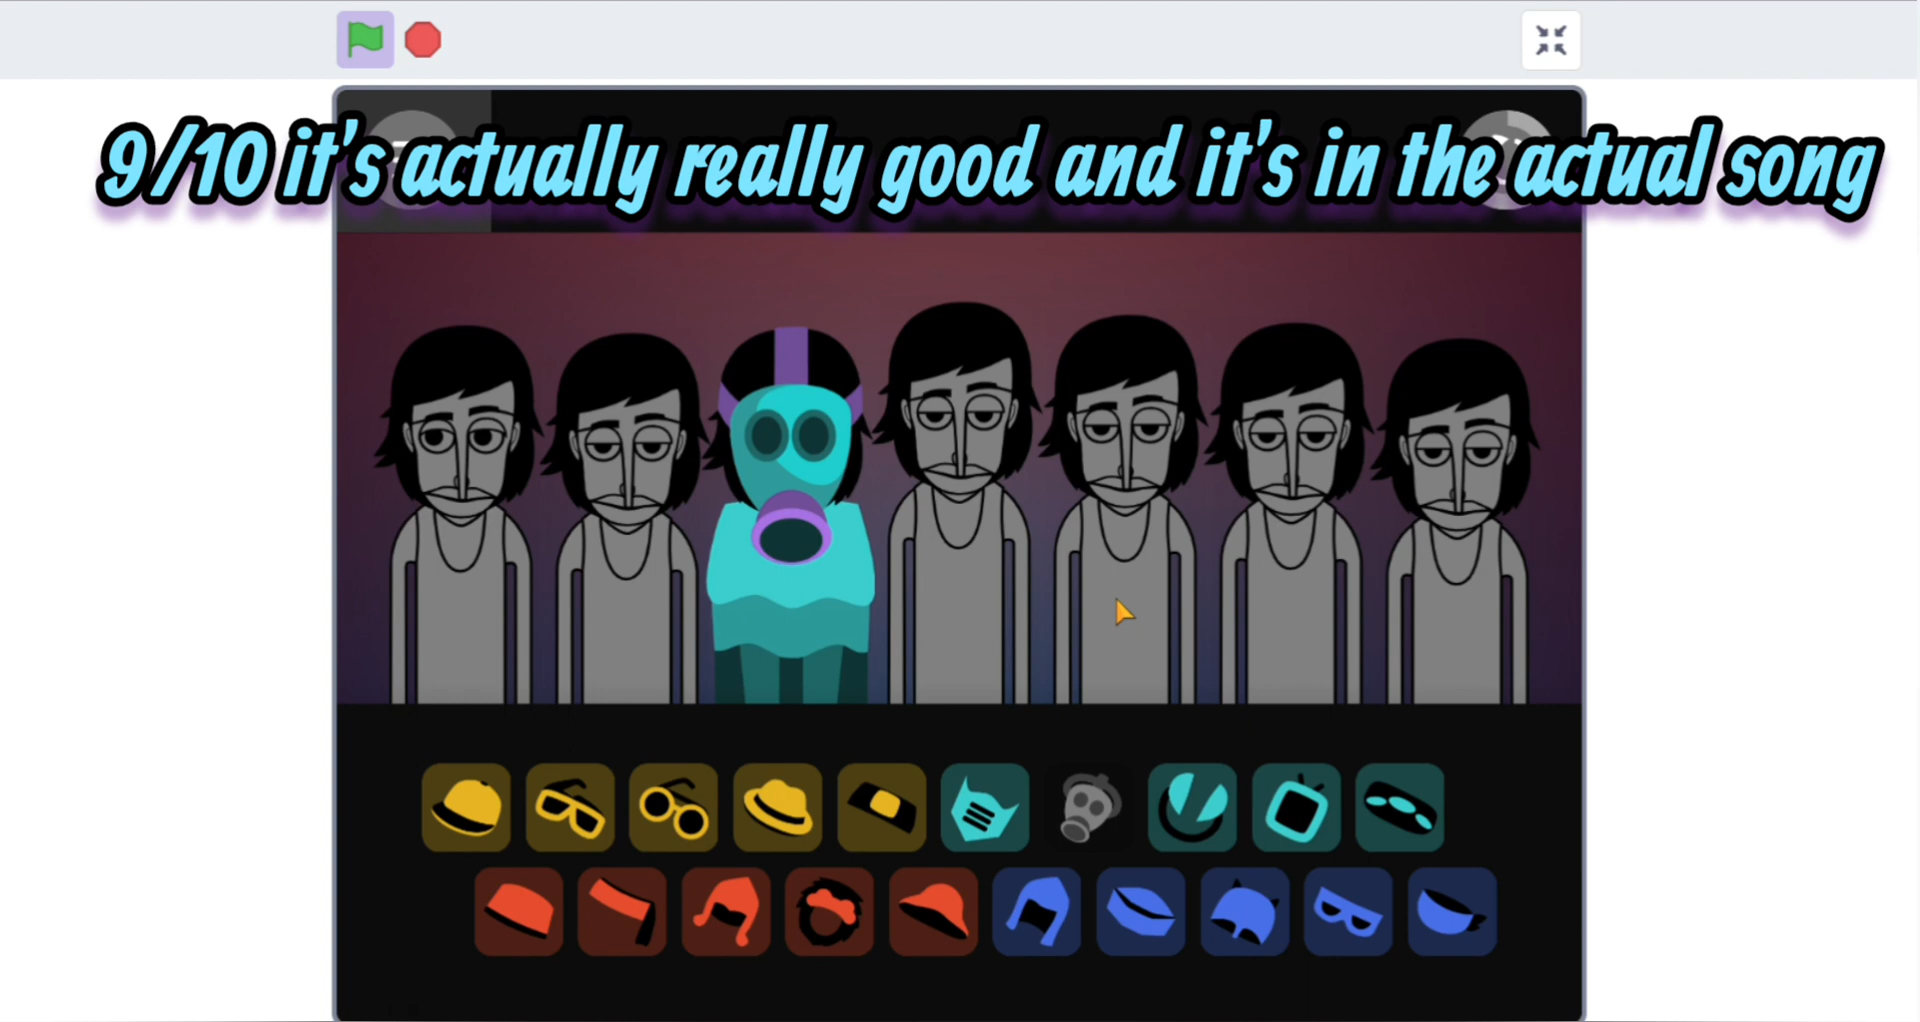 9/10 it's actually really good and it's in the actual song